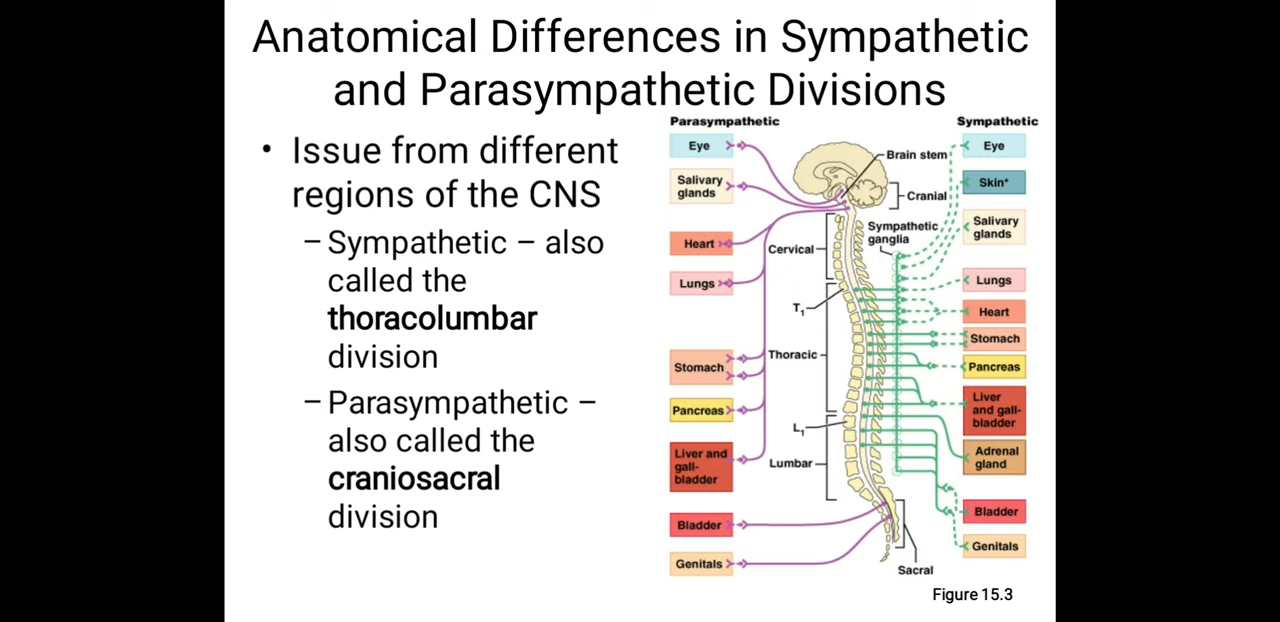 Anatomical Differences in Sympathetic
and Parasympathetic Divisions
• Issue from different
regions of the CNS
– Sympathetic – also
called the
thoracolumbar
division
– Parasympathetic –
also called the
craniosacral
division
Parasympathetic
Eye
Salivary
glands
Heart
Lungs
Stomach
Pancreas
Liver and
gall-
bladder
Bladder
Genitals
Brain stem
Cranial
Sympathetic
ganglia
Cervical
T1
Thoracic
L1
Lumbar
Sacral
Sympathetic
Eye
Skin*
Salivary
glands
Lungs
Heart
Stomach
Pancreas
Liver
and gall-
bladder
Adrenal
gland
Bladder
Genitals
Figure 15.3